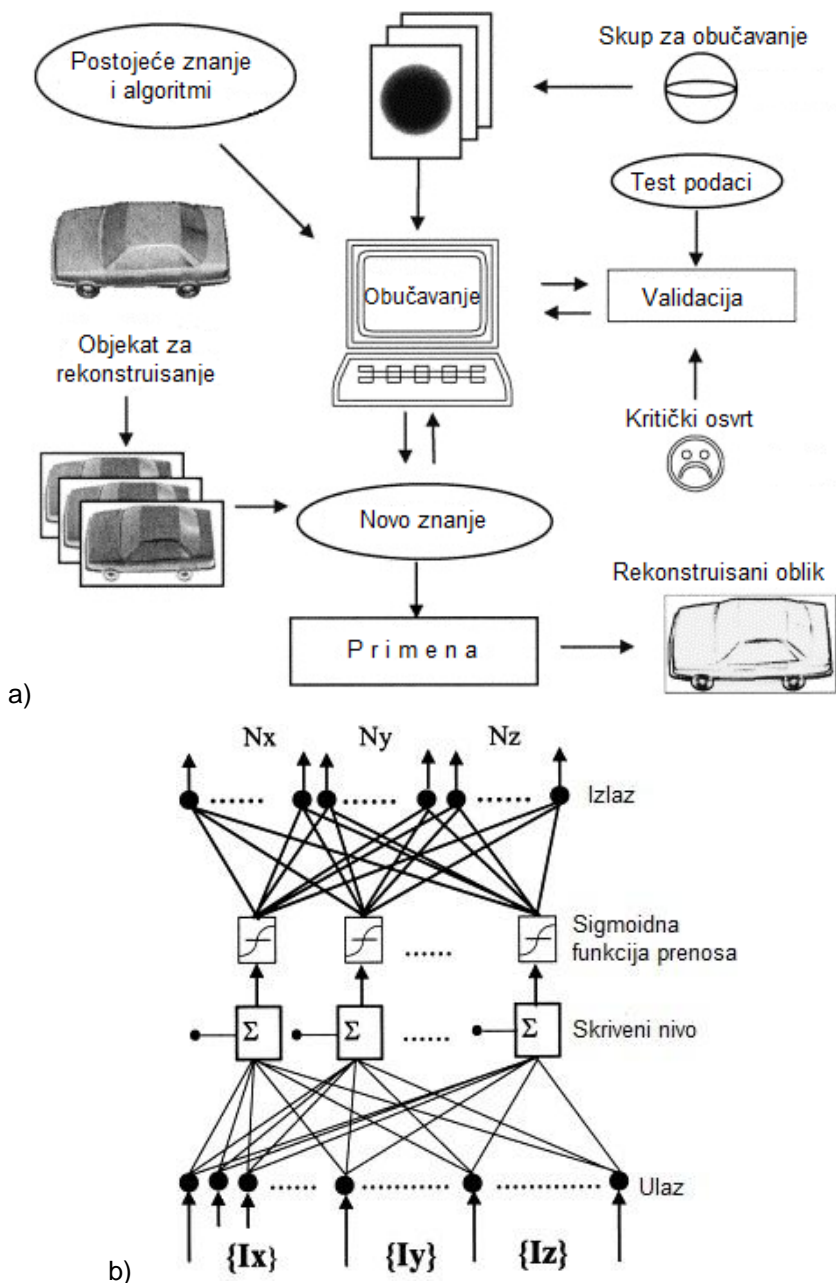 Postojeće znanje
i algoritmi
Skup za obučavanje
Test podaci
Obučavanje
Validacija
Objekat za
rekonstruisanje
Kritički osvrt
Novo znanje
Rekonstruisani oblik
Primena
a)
Nx Ny Nz
Izlaz
Sigmoidna
funkcija prenosa
Σ Σ Σ
Skriveni nivo
Ulaz
{Ix} {Iy} {Iz}
b)